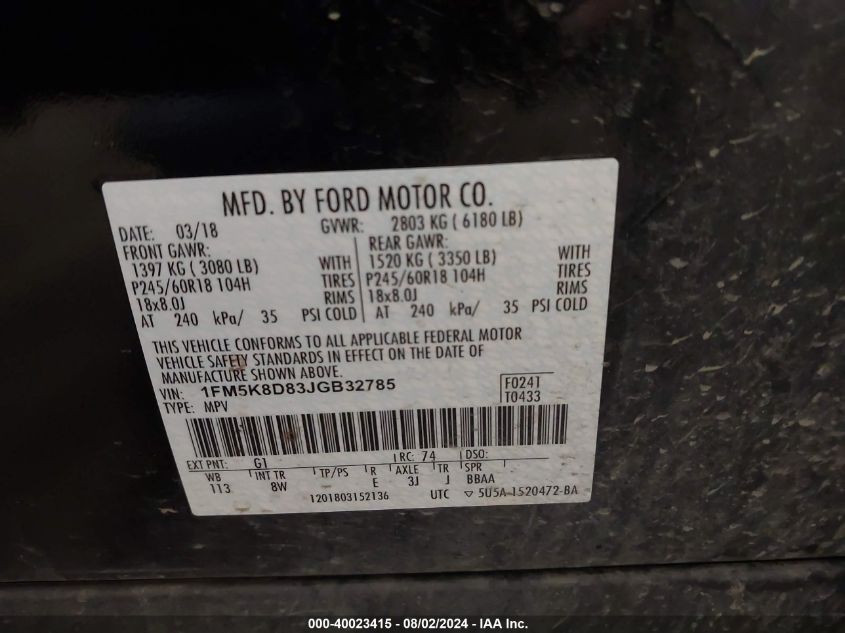 MFD. BY FORD MOTOR CO.
DATE: 03/18 GVWR: 2803 KG ( 6180 LB)
FRONT GAWR: REAR GAWR:
1397 KG ( 3080 LB) WITH 1520 KG ( 3350 LB) WITH
P245/60R18 104H TIRES P245/60R18 104H TIRES
18x8.0J RIMS 18x8.0J RIMS
AT 240 kPa/ 35 PSI COLD AT 240 kPa/ 35 PSI COLD
THIS VEHICLE CONFORMS TO ALL APPLICABLE FEDERAL MOTOR
VEHICLE SAFETY STANDARDS IN EFFECT ON THE DATE OF
MANUFACTURE SHOWN ABOVE.
VIN: 1FM5K8D83JGB32785 F0241
TYPE: MPV T0433
EXT PNT: G1 RC: 74 DSO:
WB INT TR TP/PS R AXLE TR SPR
113 8W E 3J J BBAA
1201803152136 UTC ▽ 5U5A-1520472-BA
000-40023415 - 08/02/2024 - IAA Inc.